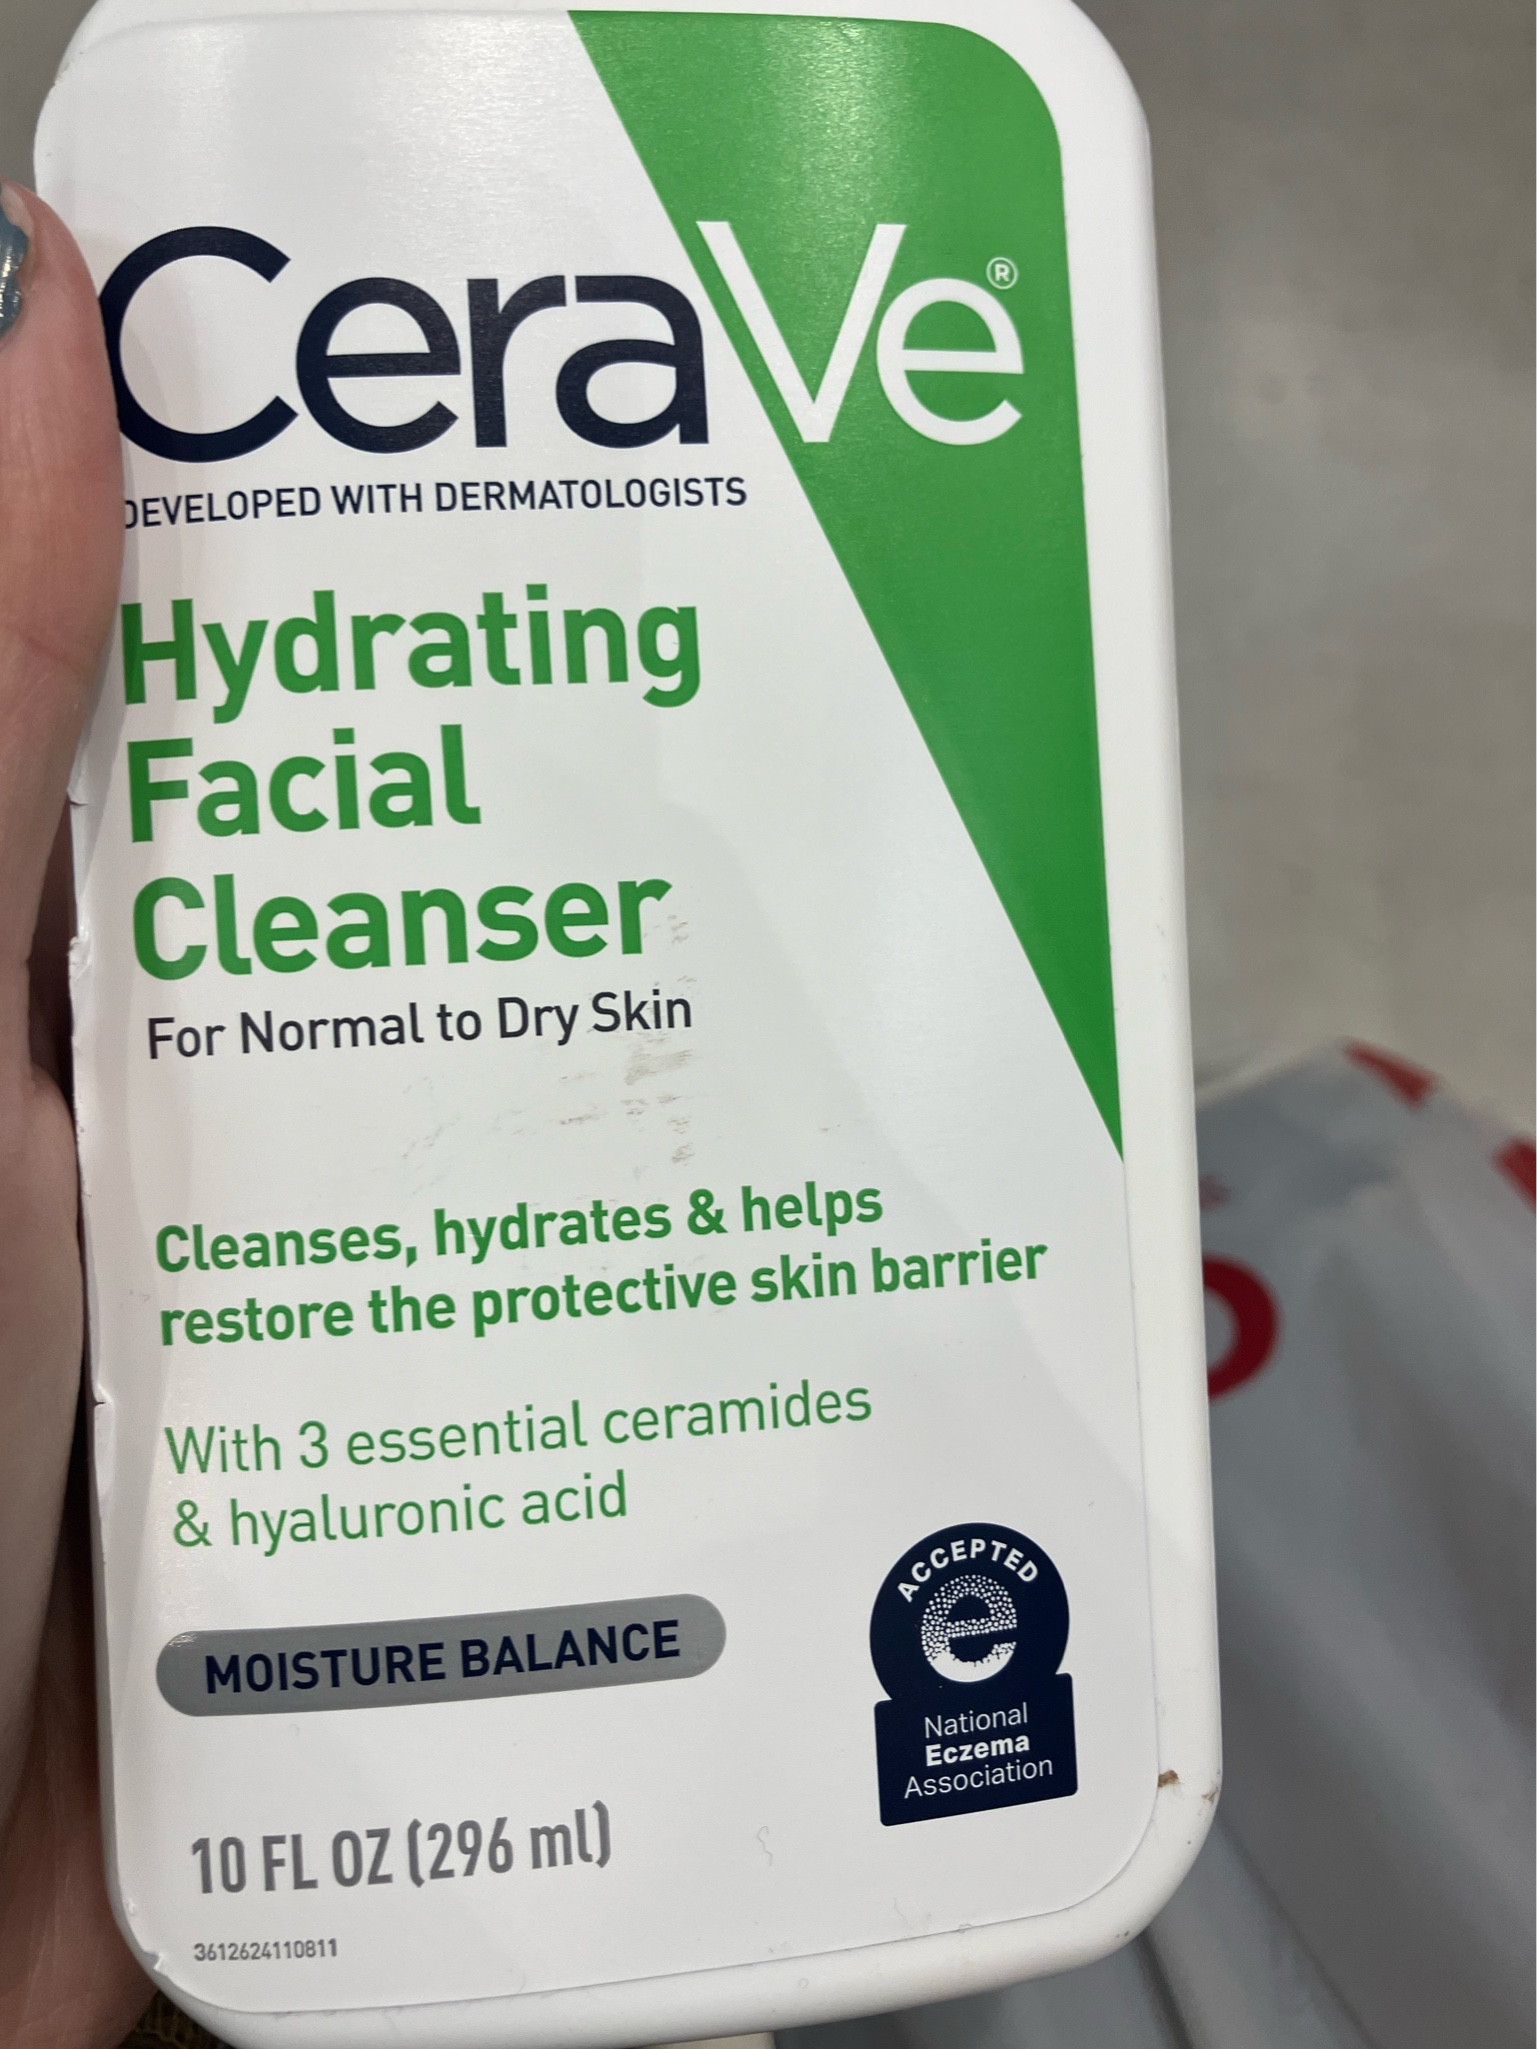 CeraVe®
DEVELOPED WITH DERMATOLOGISTS
Hydrating
Facial
Cleanser
For Normal to Dry Skin
Cleanses, hydrates & helps
restore the protective skin barrier
With 3 essential ceramides
& hyaluronic acid
MOISTURE BALANCE
ACCEPTED
e
National
Eczema
Association
10 FL OZ (296 ml)
3612624110811